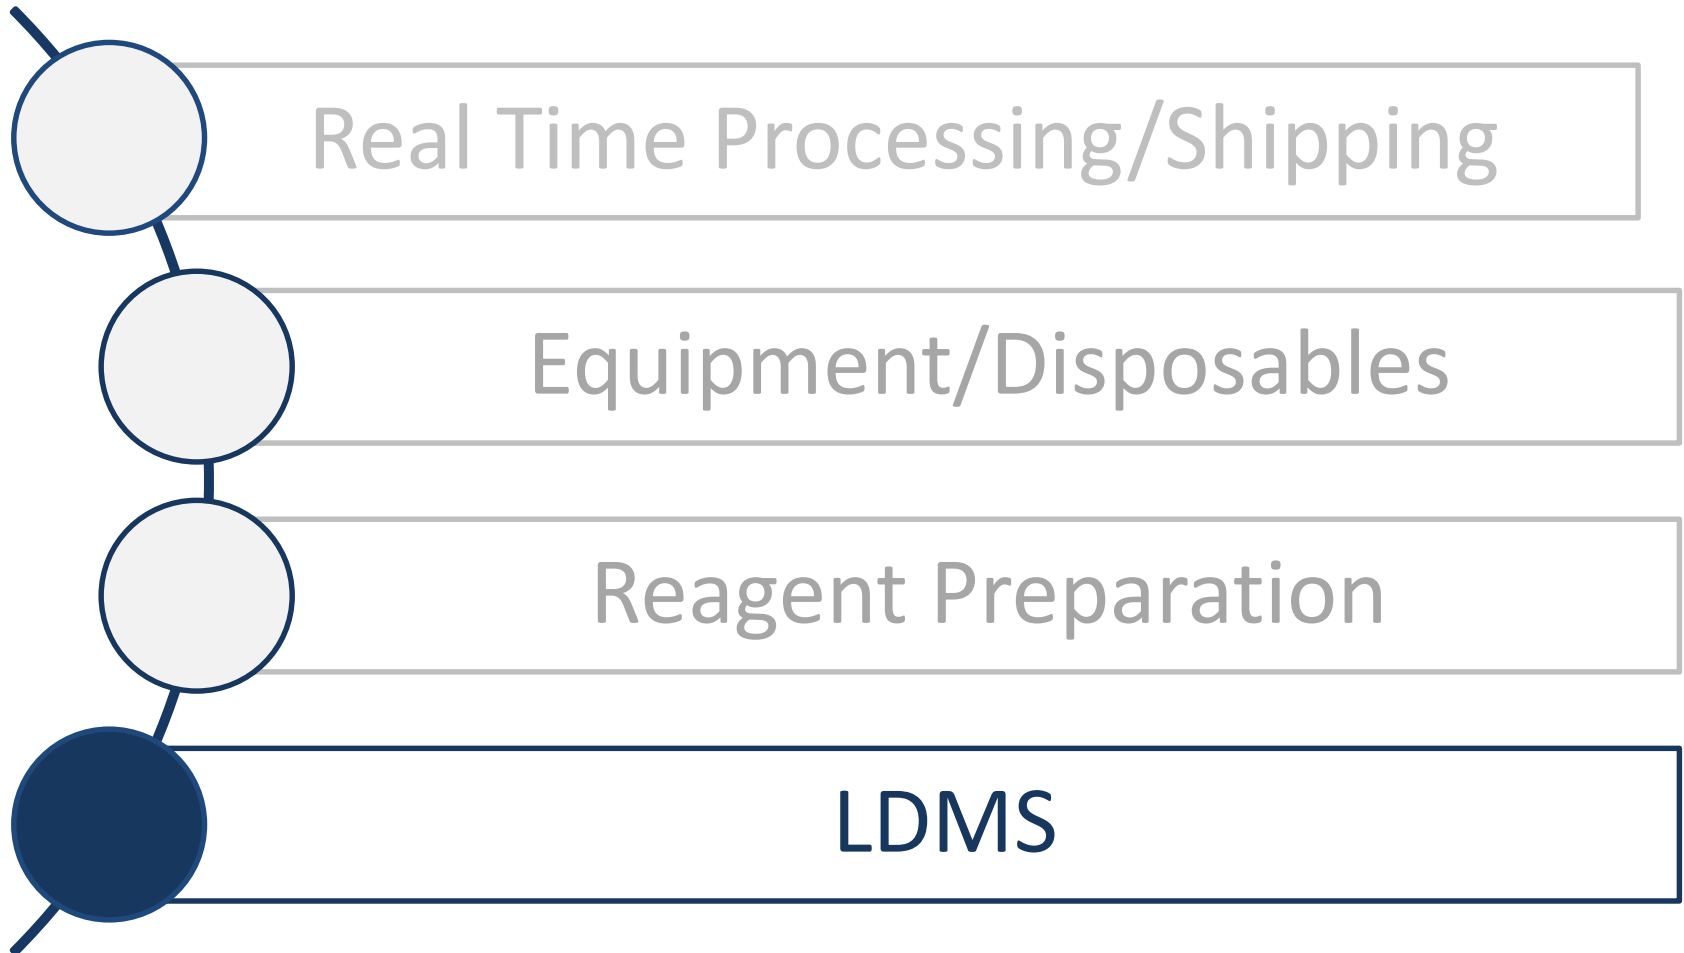 Real Time Processing/Shipping
Equipment/Disposables
Reagent Preparation
LDMS